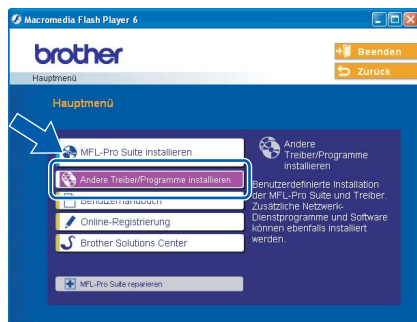 Macromedia Flash Player 6
brother
Beenden
Zurück
Hauptmenü
Hauptmenü
MFL-Pro Suite installieren
Andere Treiber/Programme installieren
Benutzerhandbuch
Online-Registrierung
Brother Solutions Center
MFL-Pro Suite reparieren
Andere
Treiber/Programme
installieren
Benutzerdefinierte Installation
der MFL-Pro Suite und Treiber.
Zusätzliche Netzwerk-
Dienstprogramme und Software
können ebenfalls installiert
werden.